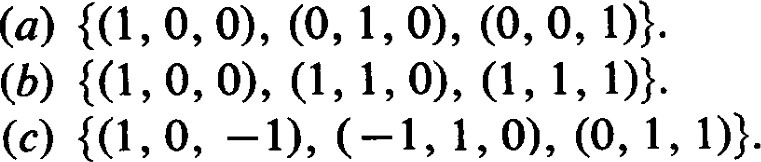 (a) {(1, 0, 0), (0, 1, 0), (0, 0, 1)}.
(b) {(1, 0, 0), (1, 1, 0), (1, 1, 1)}.
(c) {(1, 0, −1), (−1, 1, 0), (0, 1, 1)}.